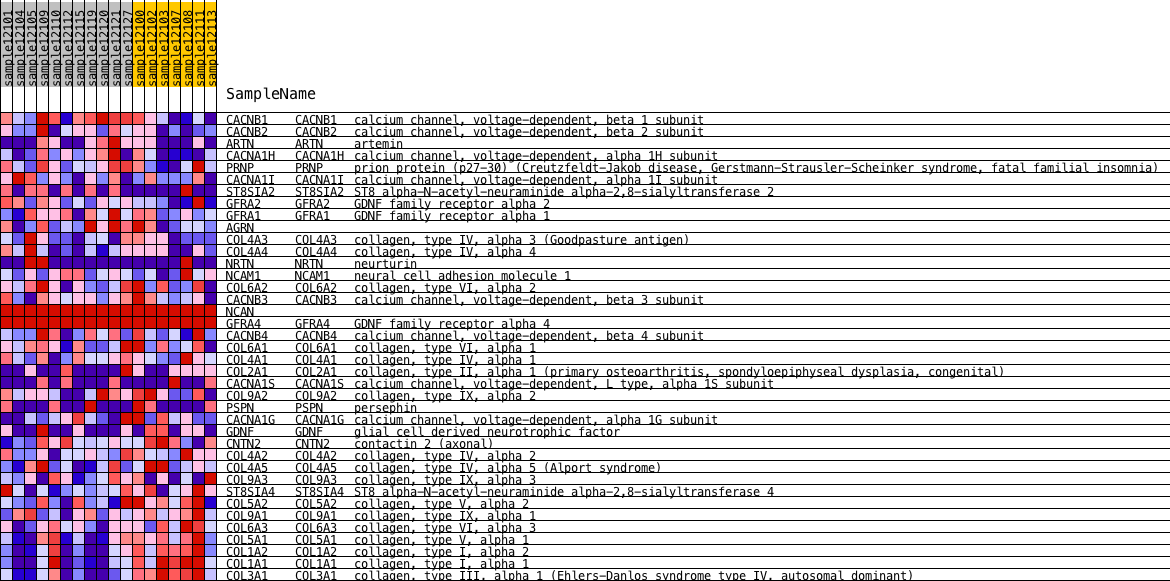 sample12101
sample12104
sample12105
sample12109
sample12110
sample12112
sample12115
sample12119
sample12120
sample12121
sample12127
sample12100
sample12102
sample12103
sample12107
sample12108
sample12111
sample12113
SampleName
CACNB1 CACNB1 calcium channel, voltage-dependent, beta 1 subunit
CACNB2 CACNB2 calcium channel, voltage-dependent, beta 2 subunit
ARTN ARTN artemin
CACNA1H CACNA1H calcium channel, voltage-dependent, alpha 1H subunit
PRNP PRNP prion protein (p27-30) (Creutzfeldt-Jakob disease, Gerstmann-Strausler-Scheinker syndrome, fatal familial insomnia)
CACNA1I CACNA1I calcium channel, voltage-dependent, alpha 1I subunit
ST8SIA2 ST8SIA2 ST8 alpha-N-acetyl-neuraminide alpha-2,8-sialyltransferase 2
GFRA2 GFRA2 GDNF family receptor alpha 2
GFRA1 GFRA1 GDNF family receptor alpha 1
AGRN
COL4A3 COL4A3 collagen, type IV, alpha 3 (Goodpasture antigen)
COL4A4 COL4A4 collagen, type IV, alpha 4
NRTN NRTN neurturin
NCAM1 NCAM1 neural cell adhesion molecule 1
COL6A2 COL6A2 collagen, type VI, alpha 2
CACNB3 CACNB3 calcium channel, voltage-dependent, beta 3 subunit
NCAN
GFRA4 GFRA4 GDNF family receptor alpha 4
CACNB4 CACNB4 calcium channel, voltage-dependent, beta 4 subunit
COL6A1 COL6A1 collagen, type VI, alpha 1
COL4A1 COL4A1 collagen, type IV, alpha 1
COL2A1 COL2A1 collagen, type II, alpha 1 (primary osteoarthritis, spondyloepiphyseal dysplasia, congenital)
CACNA1S CACNA1S calcium channel, voltage-dependent, L type, alpha 1S subunit
COL9A2 COL9A2 collagen, type IX, alpha 2
PSPN PSPN persephin
CACNA1G CACNA1G calcium channel, voltage-dependent, alpha 1G subunit
GDNF GDNF glial cell derived neurotrophic factor
CNTN2 CNTN2 contactin 2 (axonal)
COL4A2 COL4A2 collagen, type IV, alpha 2
COL4A5 COL4A5 collagen, type IV, alpha 5 (Alport syndrome)
COL9A3 COL9A3 collagen, type IX, alpha 3
ST8SIA4 ST8SIA4 ST8 alpha-N-acetyl-neuraminide alpha-2,8-sialyltransferase 4
COL5A2 COL5A2 collagen, type V, alpha 2
COL9A1 COL9A1 collagen, type IX, alpha 1
COL6A3 COL6A3 collagen, type VI, alpha 3
COL5A1 COL5A1 collagen, type V, alpha 1
COL1A2 COL1A2 collagen, type I, alpha 2
COL1A1 COL1A1 collagen, type I, alpha 1
COL3A1 COL3A1 collagen, type III, alpha 1 (Ehlers-Danlos syndrome type IV, autosomal dominant)